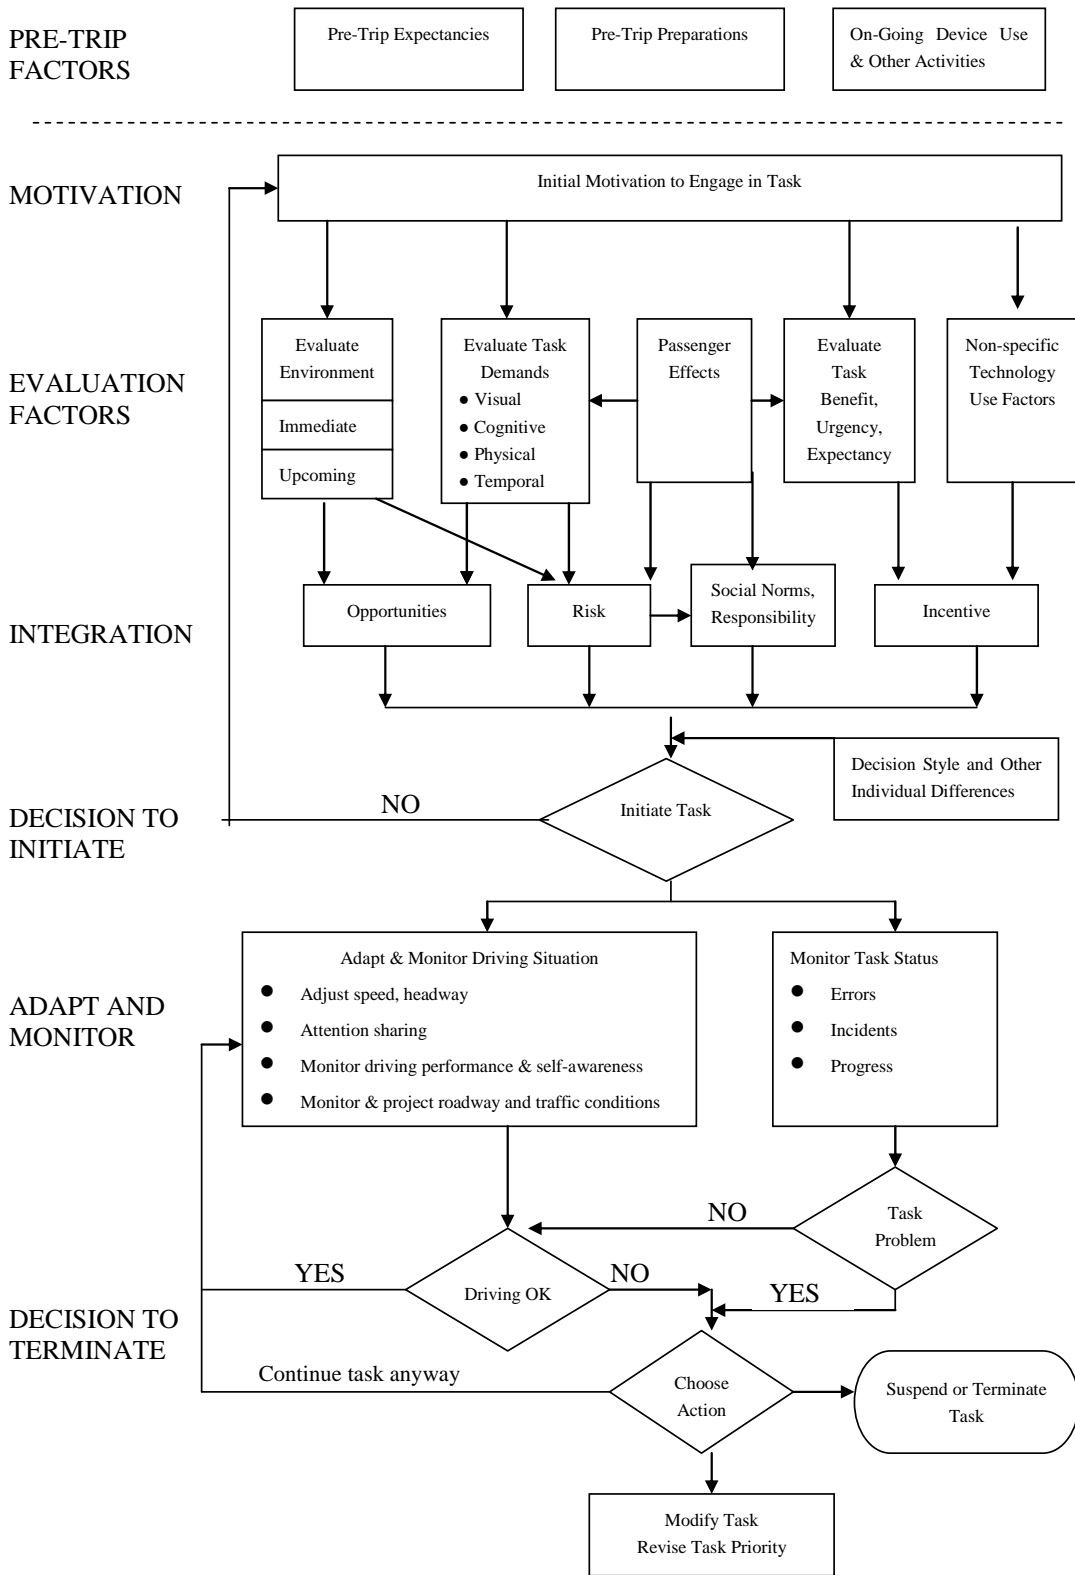 PRE-TRIP
FACTORS
Pre-Trip Expectancies
Pre-Trip Preparations
On-Going Device Use
& Other Activities
MOTIVATION
Initial Motivation to Engage in Task
EVALUATION
FACTORS
Evaluate
Environment
Immediate
Upcoming
Evaluate Task
Demands
● Visual
● Cognitive
● Physical
● Temporal
Passenger
Effects
Evaluate
Task
Benefit,
Urgency,
Expectancy
Non-specific
Technology
Use Factors
INTEGRATION
Opportunities
Risk
Social Norms,
Responsibility
Incentive
Decision Style and Other
Individual Differences
DECISION TO
INITIATE
NO
Initiate Task
ADAPT AND
MONITOR
Adapt & Monitor Driving Situation
● Adjust speed, headway
● Attention sharing
● Monitor driving performance & self-awareness
● Monitor & project roadway and traffic conditions
Monitor Task Status
● Errors
● Incidents
● Progress
NO
Task
Problem
YES
Driving OK
NO
YES
DECISION TO
TERMINATE
Continue task anyway
Choose
Action
Suspend or Terminate
Task
Modify Task
Revise Task Priority